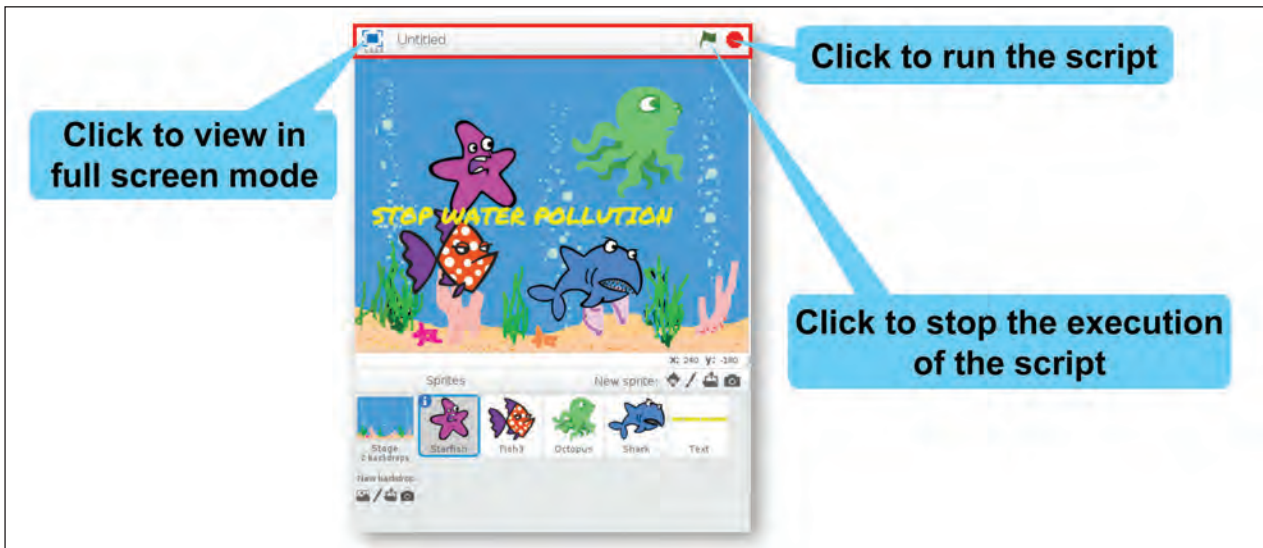 Untitled
Click to run the script
Click to view in
full screen mode
STOP WATER POLLUTION
Click to stop the execution
of the script
X: 240 y: -180
Sprites
New sprite:
Stage
2 backdrops
Starfish
Fish3
Octopus
Shark
Text
New backdrop